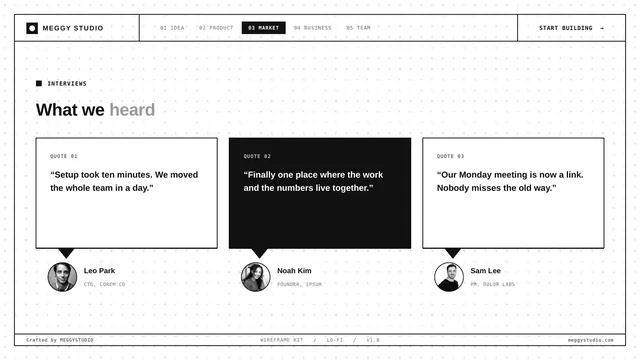 MEGGY STUDIO
01 IDEA
02 PRODUCT
03 MARKET
04 BUSINESS
05 TEAM
START BUILDING →
INTERVIEWS
What we heard
QUOTE 01
“Setup took ten minutes. We moved
the whole team in a day.”
Leo Park
CTO, LOREM CO
QUOTE 02
“Finally one place where the work
and the numbers live together.”
Noah Kim
FOUNDER, IPSUM
QUOTE 03
“Our Monday meeting is now a link.
Nobody misses the old way.”
Sam Lee
PM, DOLOR LABS
Crafted by MEGGYSTUDIO
WIREFRAME KIT / LO-FI / V1.0
meggystudio.com